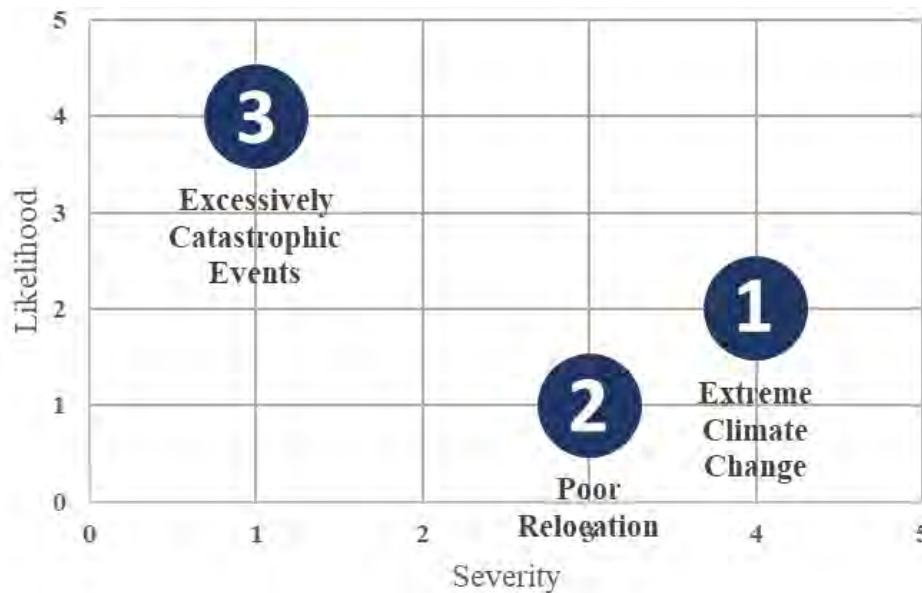 5
4
3
2
1
0
Likelihood
3
Excessively
Catastrophic
Events
1
Extreme
Climate
Change
2
Poor
Relocation
0 1 2 3 4 5
Severity